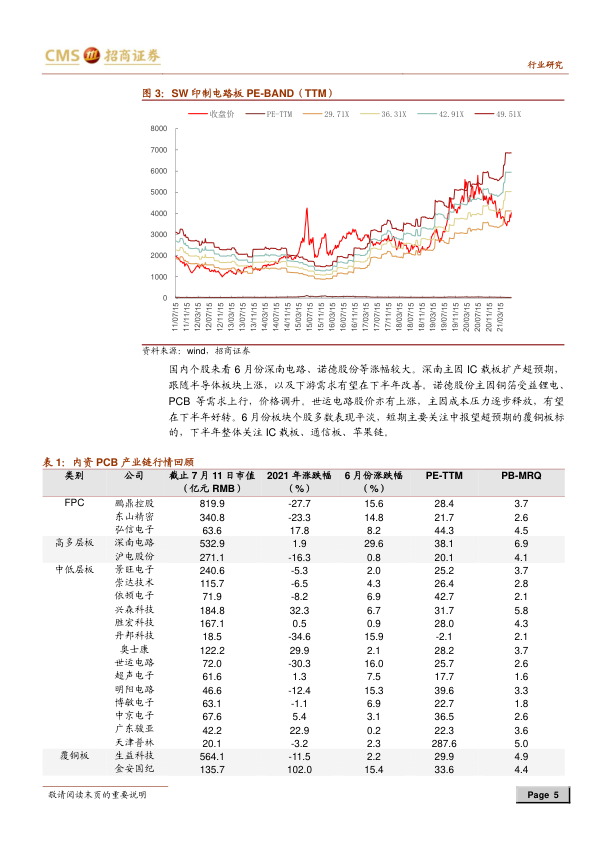 CMS 招商证券
行业研究
图 3：SW 印制电路板 PE-BAND（TTM）
收盘价 PE-TTM 29.71X 36.31X 42.91X 49.51X
8000
7000
6000
5000
4000
3000
2000
1000
0
11/07/15 11/11/15 12/03/15 12/07/15 12/11/15 13/03/15 13/07/15 13/11/15 14/03/15 14/07/15 14/11/15 15/03/15 15/07/15 15/11/15 16/03/15 16/07/15 16/11/15 17/03/15 17/07/15 17/11/15 18/03/15 18/07/15 18/11/15 19/03/15 19/07/15 19/11/15 20/03/15 20/07/15 20/11/15 21/03/15
资料来源：wind，招商证券
国内个股来看 6 月份深南电路、诺德股份等涨幅较大。深南主因 IC 载板扩产超预期，
跟随半导体板块上涨，以及下游需求有望在下半年改善。诺德股份主因铜箔受益锂电、
PCB 等需求上行，价格调升。世运电路股价亦有上涨，主因成本压力逐步释放，有望
在下半年好转。6 月份板块个股多数表现平淡，短期主要关注中报望超预期的覆铜板标
的，下半年整体关注 IC 载板、通信板、苹果链。
表 1：内资 PCB 产业链行情回顾
类别 公司 截止 7 月 11 日市值 2021 年涨跌幅 6 月份涨跌幅 PE-TTM PB-MRQ
（亿元 RMB） （%） （%）
FPC 鹏鼎控股 819.9 -27.7 15.6 28.4 3.7
东山精密 340.8 -23.3 14.8 21.7 2.6
弘信电子 63.6 17.8 8.2 44.3 4.5
高多层板 深南电路 532.9 1.9 29.6 38.1 6.9
沪电股份 271.1 -16.3 0.8 20.1 4.1
中低层板 景旺电子 240.6 -5.3 2.0 25.2 3.7
崇达技术 115.7 -6.5 4.3 26.4 2.8
依顿电子 71.9 -8.2 6.9 42.7 2.1
兴森科技 184.8 32.3 6.7 31.7 5.8
胜宏科技 167.1 0.5 0.9 28.0 4.3
丹邦科技 18.5 -34.6 15.9 -2.1 2.1
奥士康 122.2 29.9 2.1 28.2 3.7
世运电路 72.0 -30.3 16.0 25.7 2.6
超声电子 61.6 1.3 7.5 17.7 1.6
明阳电路 46.6 -12.4 15.3 39.6 3.3
博敏电子 63.1 -1.1 6.9 22.7 1.8
中京电子 67.6 5.4 3.1 36.5 2.6
广东骏亚 42.2 22.9 0.2 22.3 3.6
天津普林 20.1 -3.2 2.3 287.6 5.0
覆铜板 生益科技 564.1 -11.5 2.2 29.9 4.9
金安国纪 135.7 102.0 15.4 33.6 4.4
敬请阅读末页的重要说明
Page 5